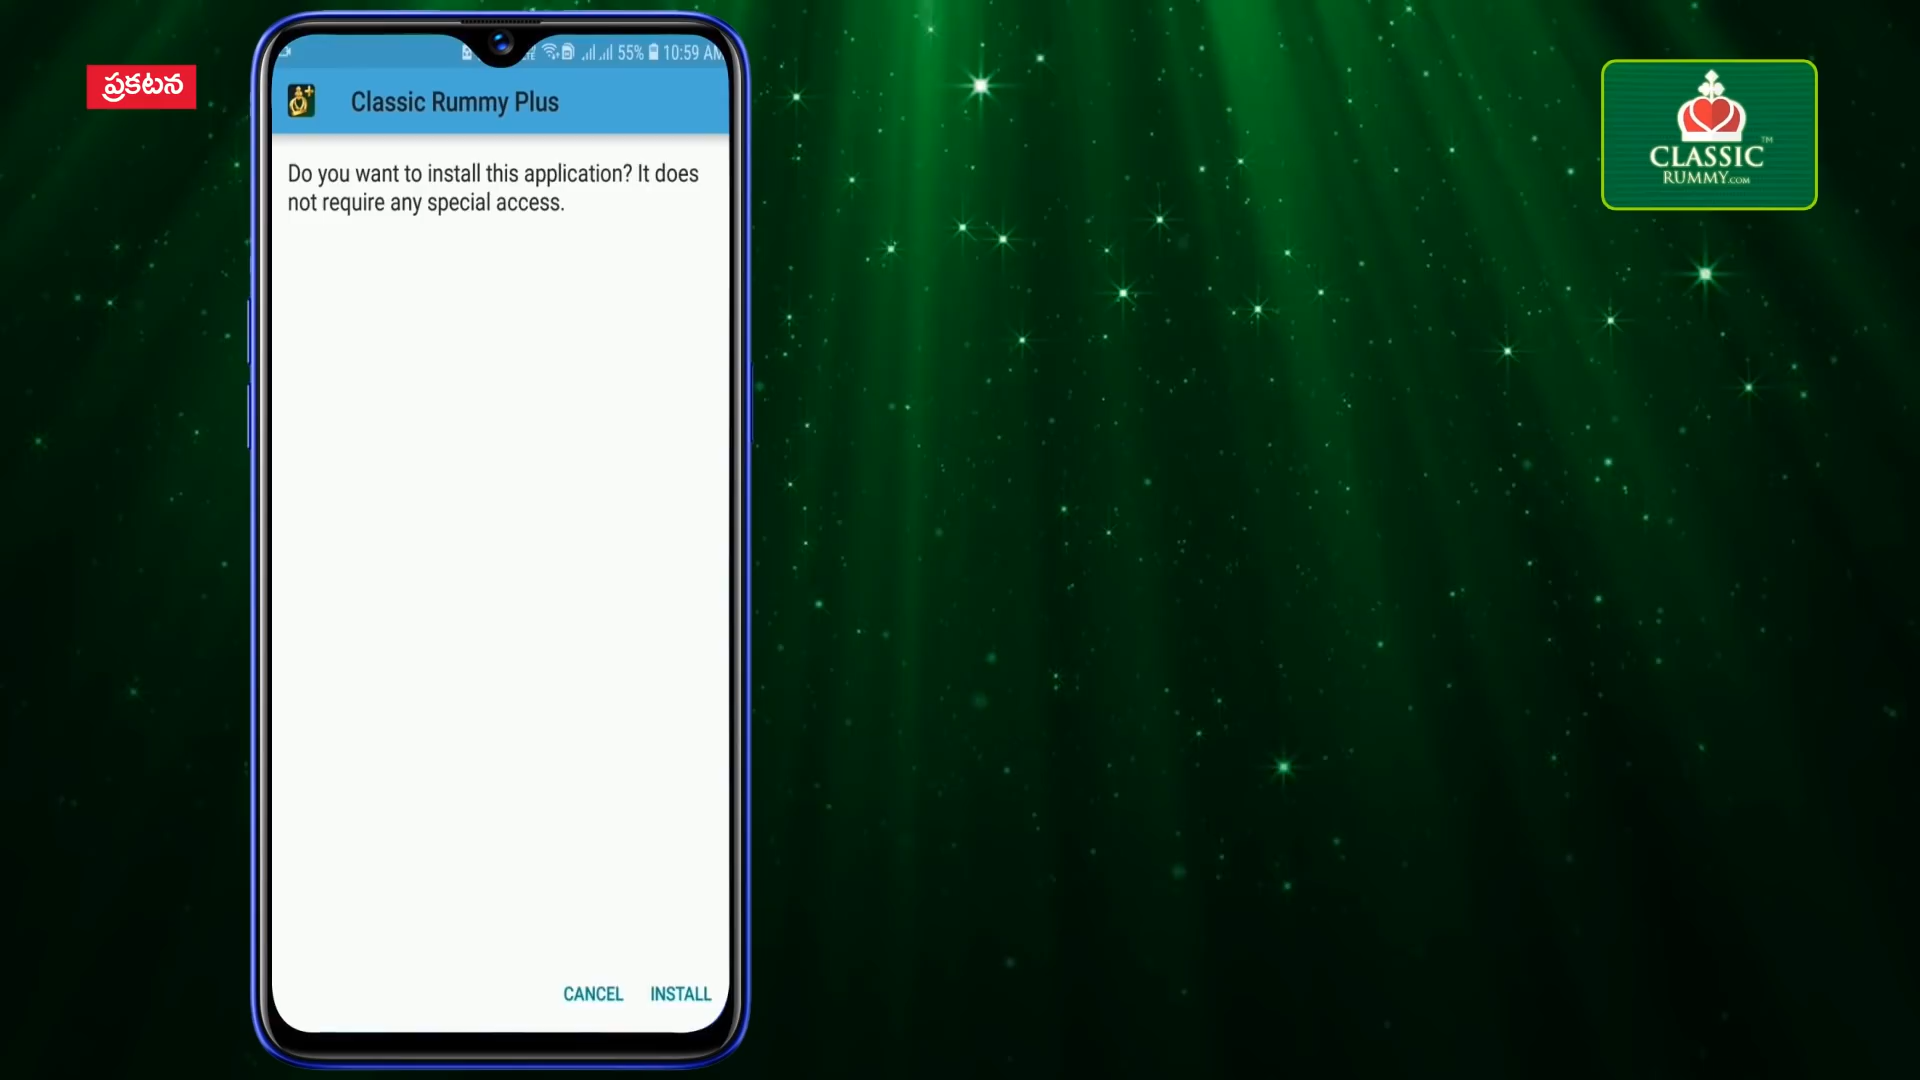 ప్రకటన
55% 10:59 AM
Classic Rummy Plus
Do you want to install this application? It does
not require any special access.
CANCEL INSTALL
CLASSIC™
RUMMY.COM